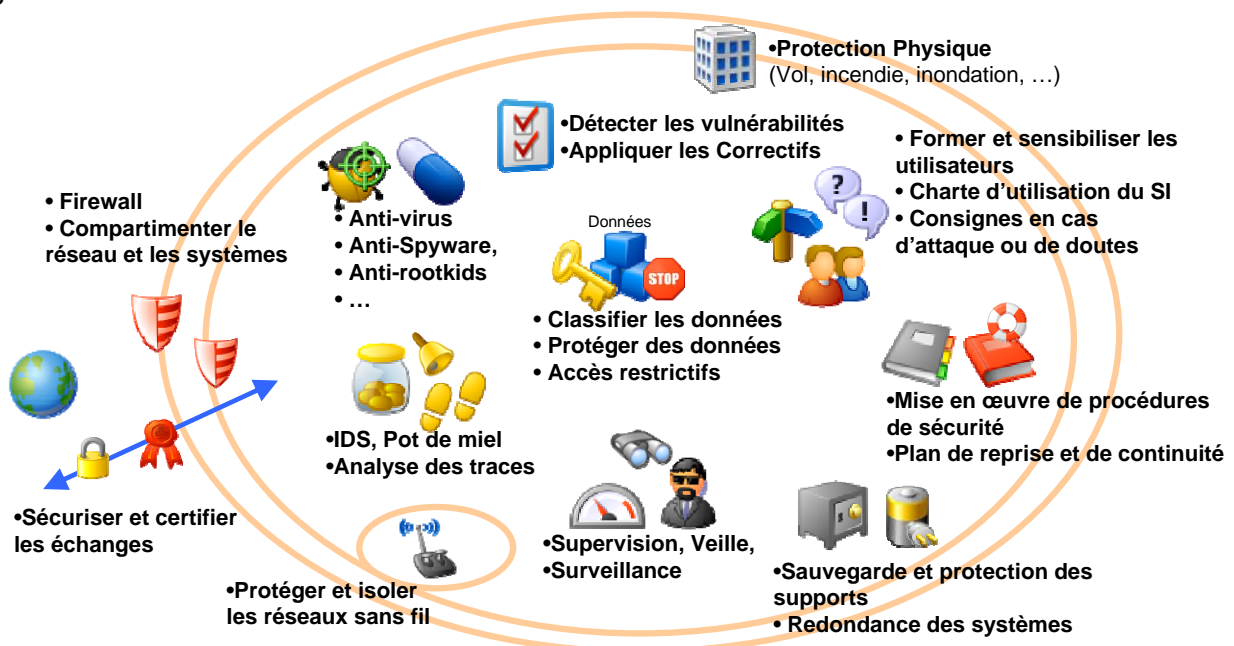 •Protection Physique
(Vol, incendie, inondation, …)
•Détecter les vulnérabilités
•Appliquer les Correctifs
• Former et sensibiliser les
utilisateurs
• Charte d’utilisation du SI
• Consignes en cas
d’attaque ou de doutes
• Firewall
• Compartimenter le
réseau et les systèmes
• Anti-virus
• Anti-Spyware,
• Anti-rootkids
• …
Données
STOP
• Classifier les données
• Protéger des données
• Accès restrictifs
?
!
•IDS, Pot de miel
•Analyse des traces
•Mise en œuvre de procédures
de sécurité
•Plan de reprise et de continuité
•Sécuriser et certifier
les échanges
•Supervision, Veille,
•Surveillance
•Protéger et isoler
les réseaux sans fil
•Sauvegarde et protection des
supports
• Redondance des systèmes